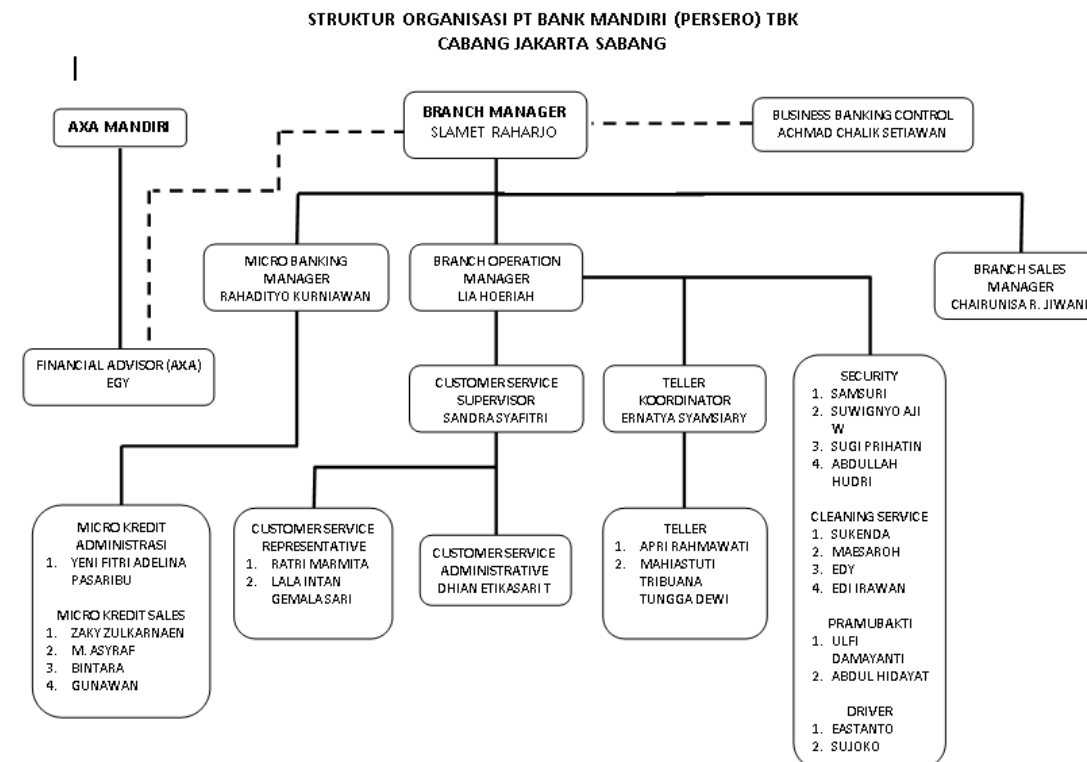 STRUKTUR ORGANISASI PT BANK MANDIRI (PERSERO) TBK
CABANG JAKARTA SABANG
AXA MANDIRI
BRANCH MANAGER
SLAMET RAHARJO
BUSINESS BANKING CONTROL
ACHMAD CHALIK SETIAWAN
MICRO BANKING
MANAGER
RAHADITYO KURNIAWAN
BRANCH OPERATION
MANAGER
LIA HOERIAH
BRANCH SALES
MANAGER
CHAIRUNISA R. JIWANI
FINANCIAL ADVISOR (AXA)
EGY
CUSTOMER SERVICE
SUPERVISOR
SANDRA SYAFITRI
TELLER
KOORDINATOR
ERNATYA SYAMSIARY
SECURITY
1. SAMSURI
2. SUWIGNYO AJI
W
3. SUGI PRIHATIN
4. ABDULLAH
HUDRI
CLEANING SERVICE
1. SUKENDA
2. MAESAROH
3. EDY
4. EDI IRAWAN
PRAMUBAKTI
1. ULFI
DAMAYANTI
2. ABDUL HIDAYAT
DRIVER
1. EASTANTO
2. SUJOKO
MICRO KREDIT
ADMINISTRASI
1. YENI FITRI ADELINA
PASARIBU
MICRO KREDIT SALES
1. ZAKY ZULKARNAEN
2. M. ASYRAF
3. BINTARA
4. GUNAWAN
CUSTOMER SERVICE
REPRESENTATIVE
1. RATRI MARMITA
2. LALA INTAN
GEMALASARI
CUSTOMER SERVICE
ADMINISTRATIVE
DHIAN ETIKASARI T
TELLER
1. APRI RAHMAWATI
2. MAHIASTUTI
TRIBUANA
TUNGGA DEWI